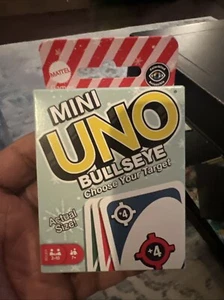 MATTEL
MINI
UNO
BULLSEYE
Choose Your Target
Actual
Size!
+4
+4